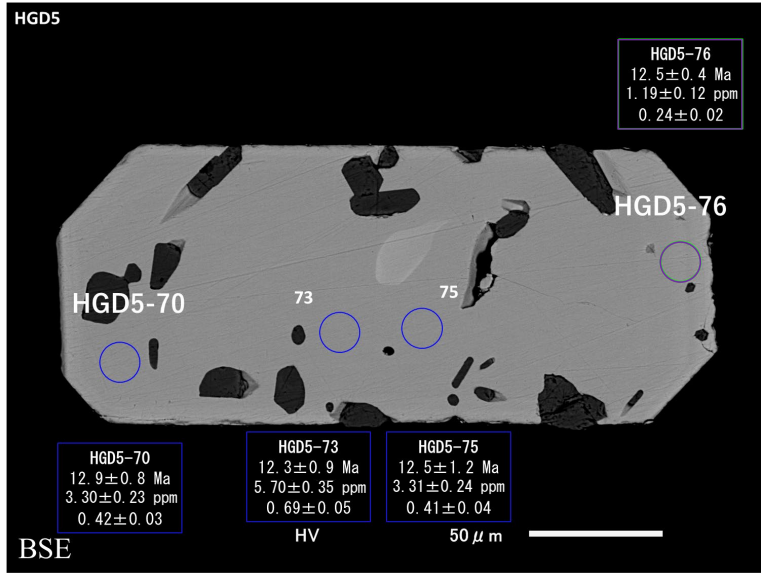 HGD5
HGD5-76
12.5±0.4 Ma
1.19±0.12 ppm
0.24±0.02
HGD5-76
HGD5-70
73
75
HGD5-70
12.9±0.8 Ma
3.30±0.23 ppm
0.42±0.03
HGD5-73
12.3±0.9 Ma
5.70±0.35 ppm
0.69±0.05
HGD5-75
12.5±1.2 Ma
3.31±0.24 ppm
0.41±0.04
BSE
HV
50μm